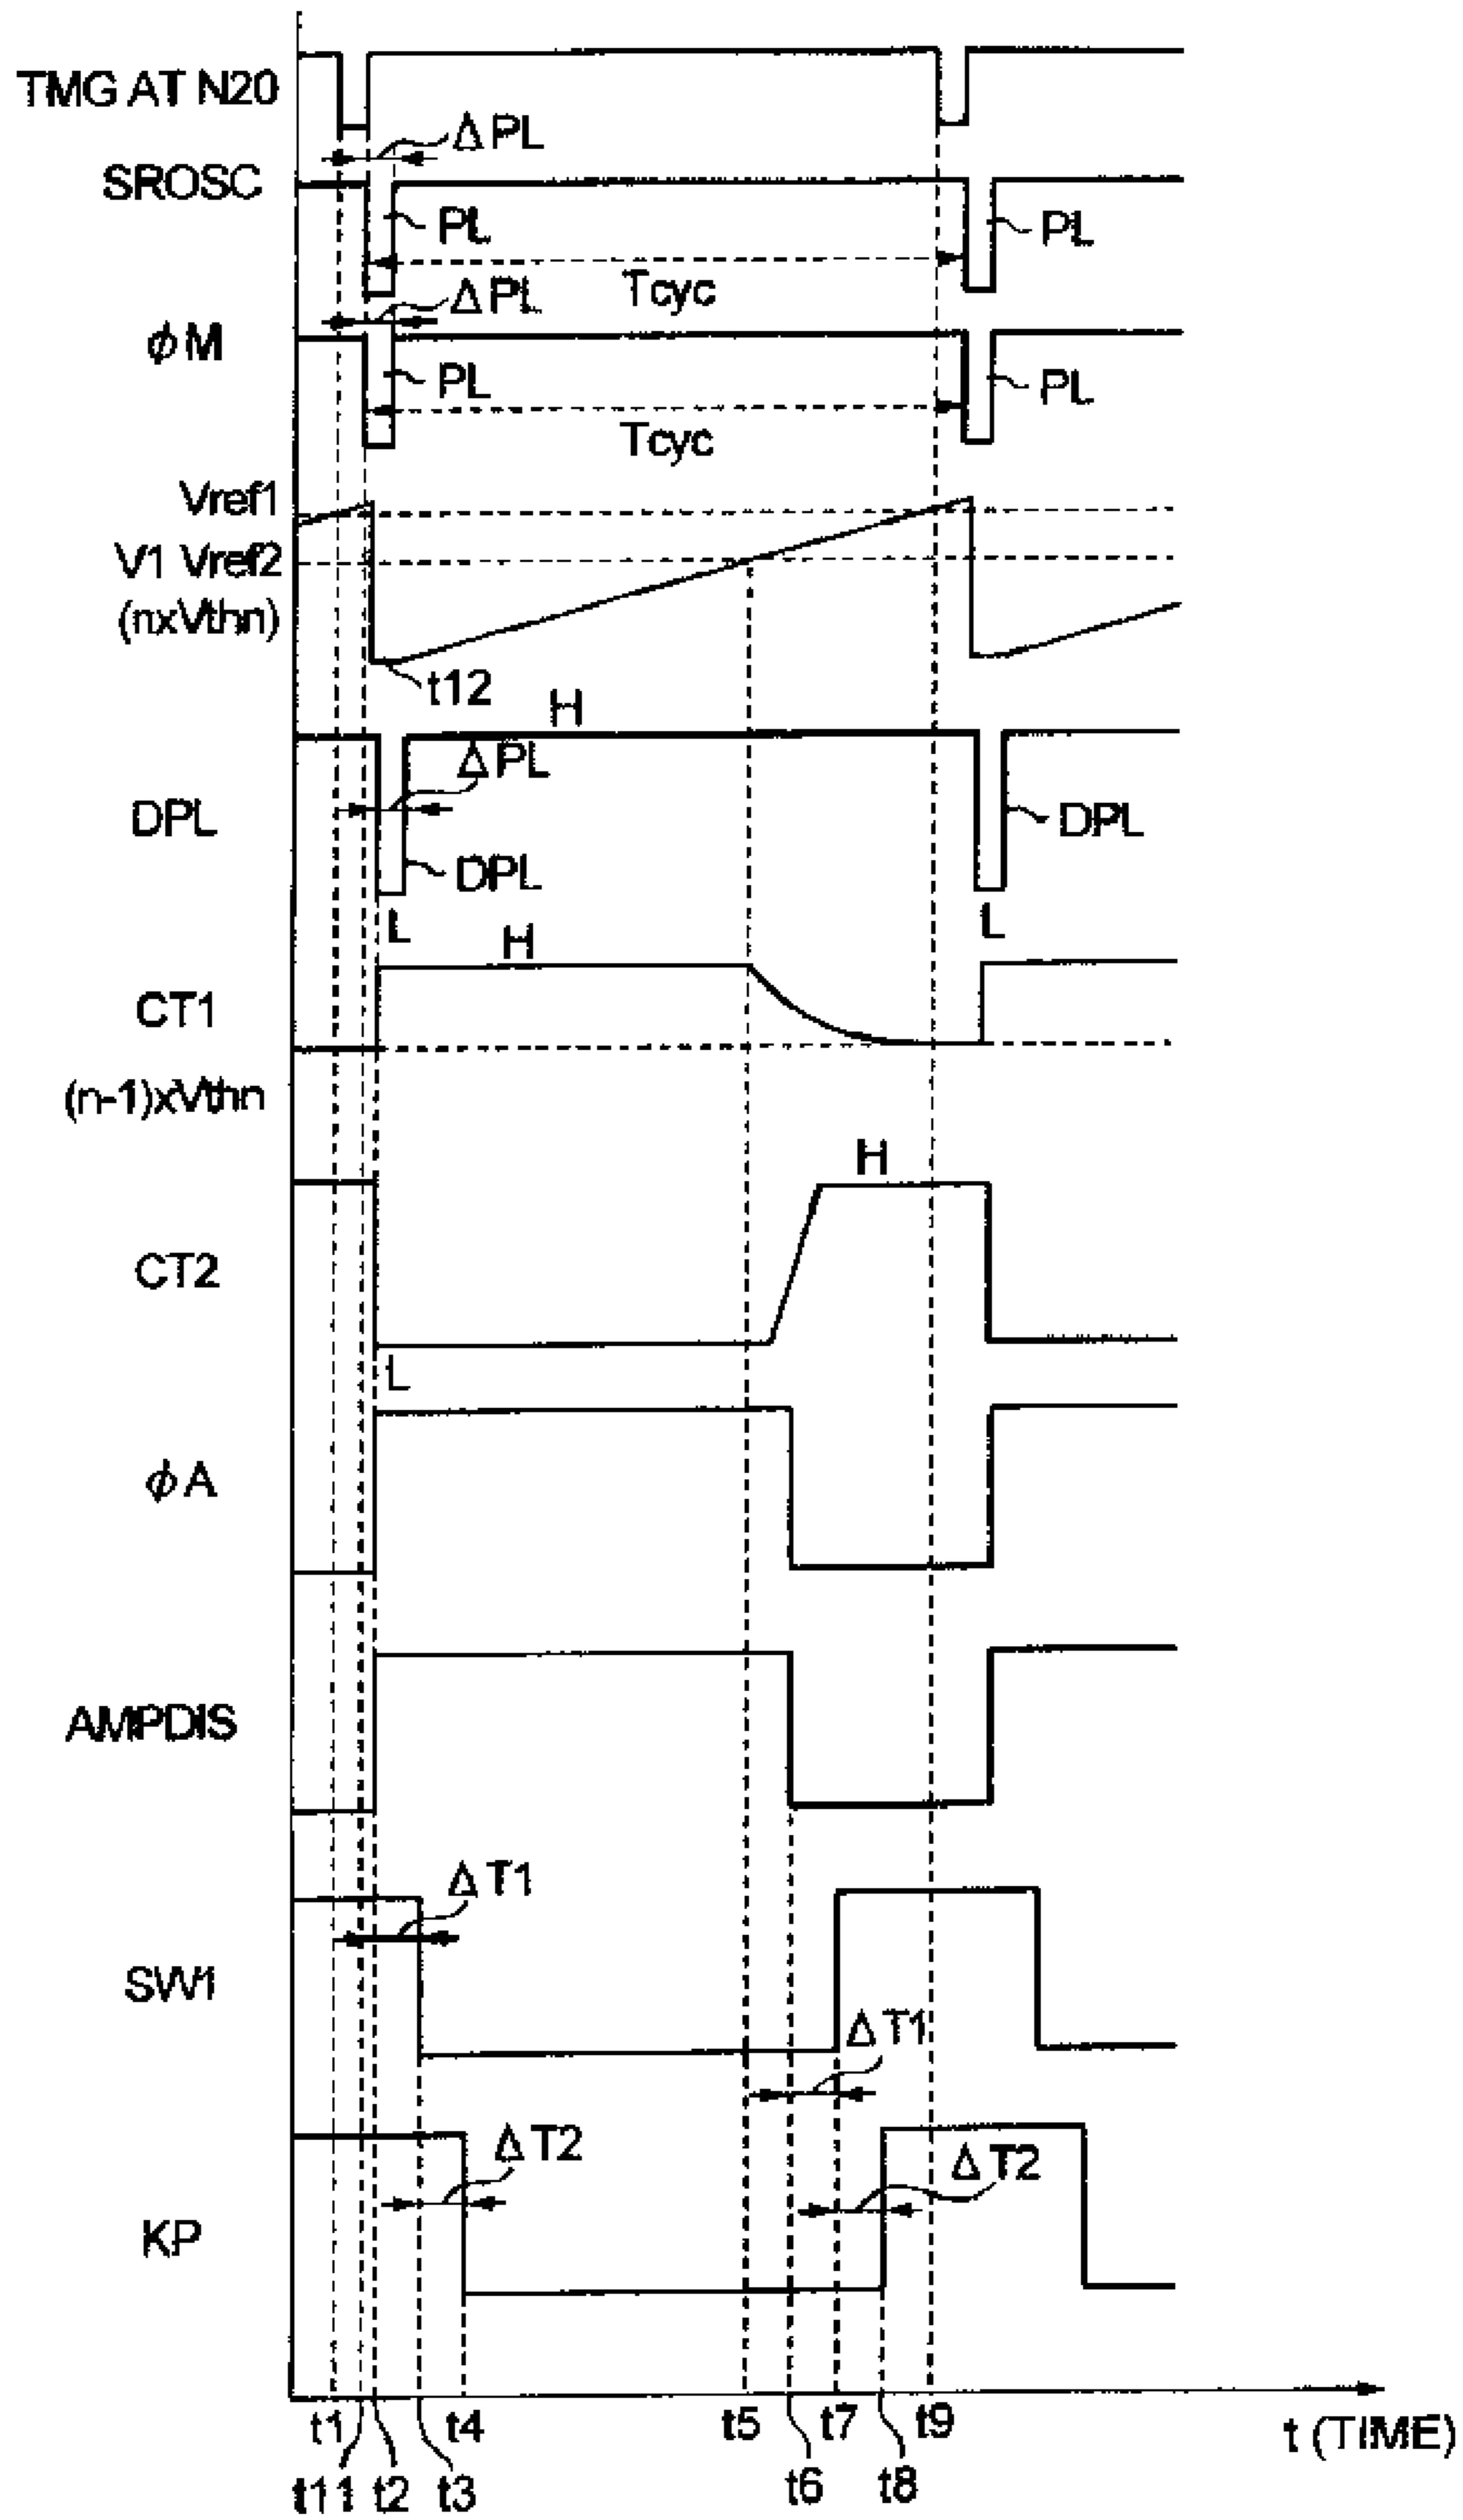 TMG AT N20
ΔPL
SROSC
PL
PL
Tcyc
ΔPL
ϕM
PL
PL
Tcyc
Vref1
V1 Vref2
(nxVthn)
t12
H
ΔPL
DPL
DPL
DPL
L
L
H
CT1
(n-1)xVthn
H
CT2
L
ϕA
AMPDIS
ΔT1
SW1
ΔT1
ΔT2
ΔT2
KP
t1
t4
t5
t7
t9
t (TIME)
t11
t2
t3
t6
t8